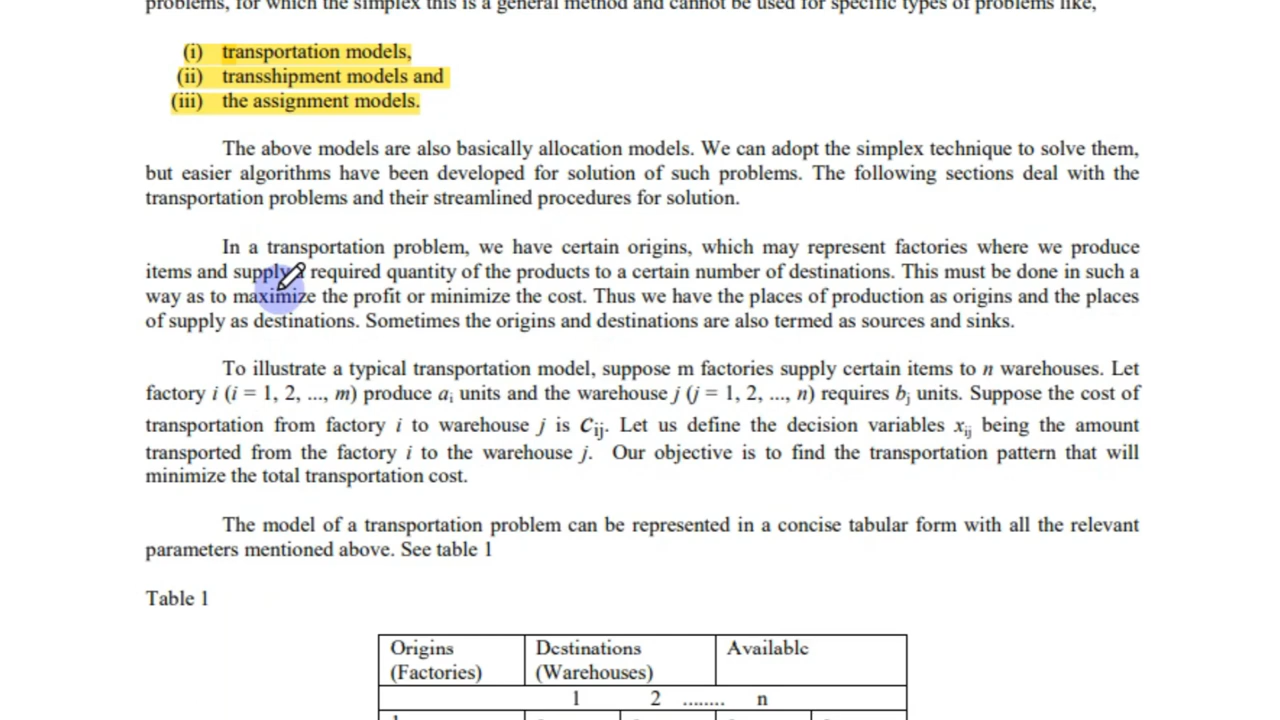 problems, for which the simplex this is a general method and cannot be used for specific types of problems like,
(i) transportation models,
(ii) transshipment models and
(iii) the assignment models.
The above models are also basically allocation models. We can adopt the simplex technique to solve them,
but easier algorithms have been developed for solution of such problems. The following sections deal with the
transportation problems and their streamlined procedures for solution.
In a transportation problem, we have certain origins, which may represent factories where we produce
items and supply required quantity of the products to a certain number of destinations. This must be done in such a
way as to maximize the profit or minimize the cost. Thus we have the places of production as origins and the places
of supply as destinations. Sometimes the origins and destinations are also termed as sources and sinks.
To illustrate a typical transportation model, suppose m factories supply certain items to n warehouses. Let
factory i (i = 1, 2, ..., m) produce aᵢ units and the warehouse j (j = 1, 2, ..., n) requires bⱼ units. Suppose the cost of
transportation from factory i to warehouse j is Cᵢⱼ. Let us define the decision variables xᵢⱼ being the amount
transported from the factory i to the warehouse j. Our objective is to find the transportation pattern that will
minimize the total transportation cost.
The model of a transportation problem can be represented in a concise tabular form with all the relevant
parameters mentioned above. See table 1
Table 1
Origins Destinations Available
(Factories) (Warehouses)
1 2 ........ n